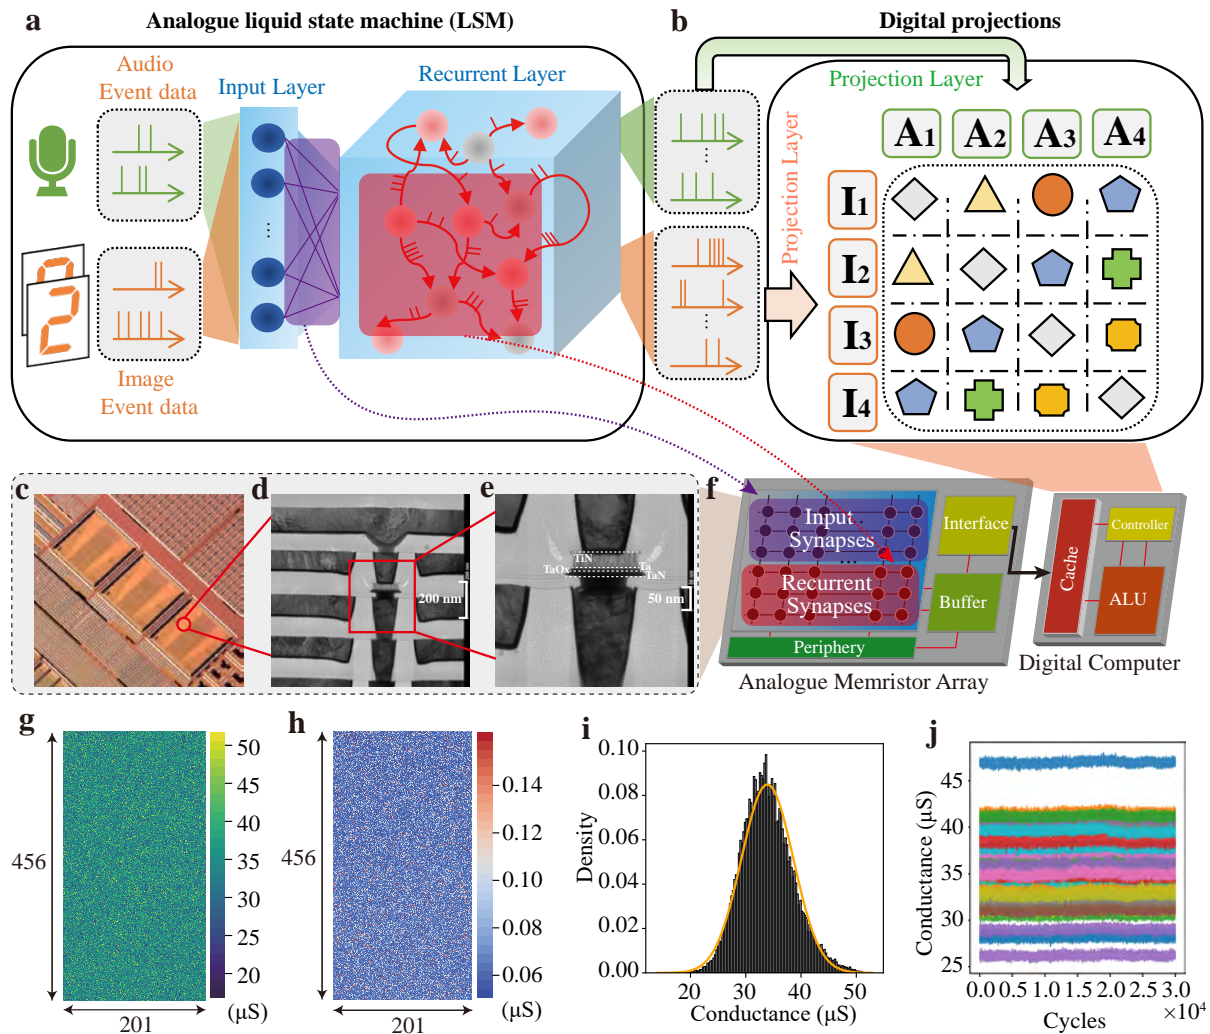 a
Analogue liquid state machine (LSM)
b
Digital projections
Audio
Event data
Input Layer
Recurrent Layer
...
Image
Event data
...
...
Projection Layer
Projection Layer
A1 A2 A3 A4
I1
I2
I3
I4
c
d
200 nm
e
TiN
TaOx
Ta
TaN
50 nm
f
Input
Synapses
...
Recurrent
Synapses
...
Periphery
Interface
Buffer
Analogue Memristor Array
Cache
Controller
ALU
Digital Computer
g
456
201
50
45
40
35
30
25
20
(μS)
h
456
201
0.14
0.12
0.10
0.08
0.06
(μS)
i
Density
0.10
0.08
0.06
0.04
0.02
0.00
20 30 40 50
Conductance (μS)
j
Conductance (μS)
45
40
35
30
25
0.0 0.5 1.0 1.5 2.0 2.5 3.0
×10⁴
Cycles